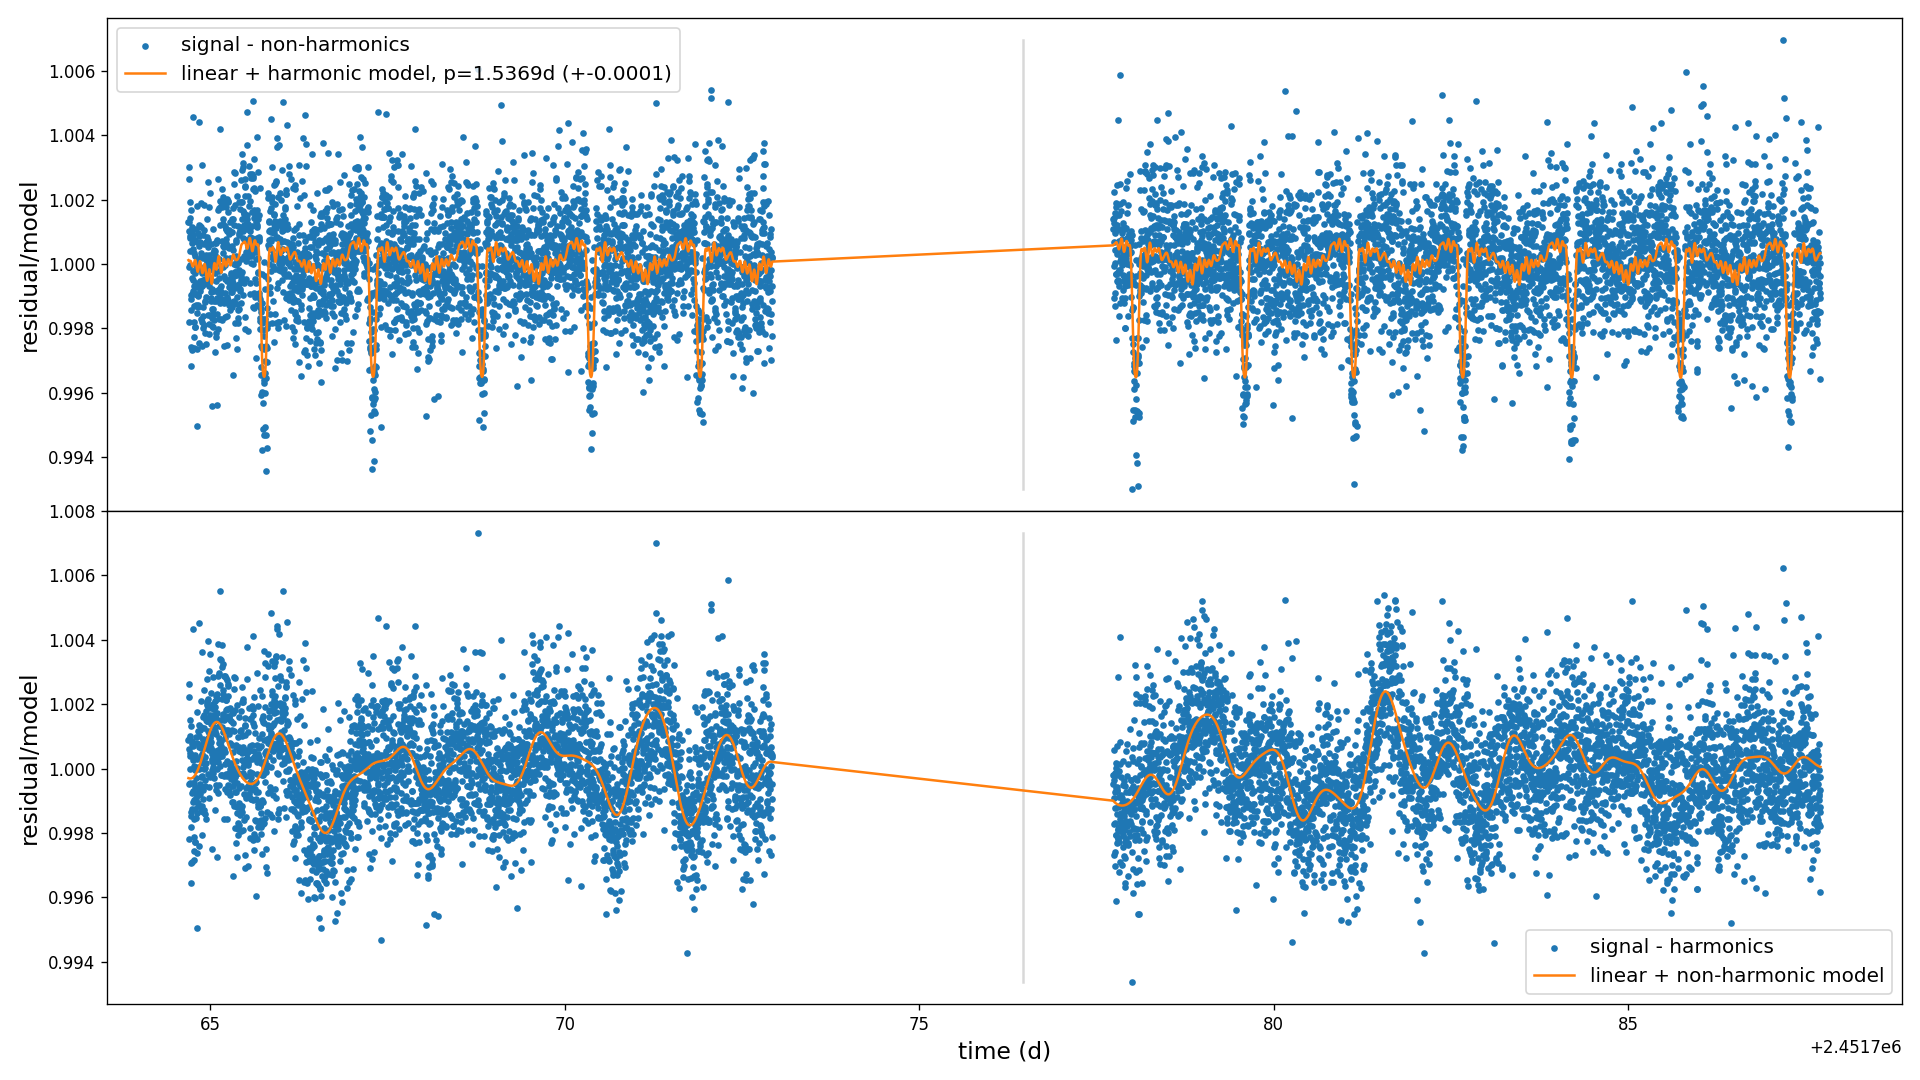 signal - non-harmonics
linear + harmonic model, p=1.5369d (+-0.0001)
1.006
1.004
1.002
1.000
0.998
0.996
0.994
residual/model
1.008
1.006
1.004
1.002
1.000
0.998
0.996
0.994
residual/model
signal - harmonics
linear + non-harmonic model
65
70
75
80
85
time (d)
+2.4517e6